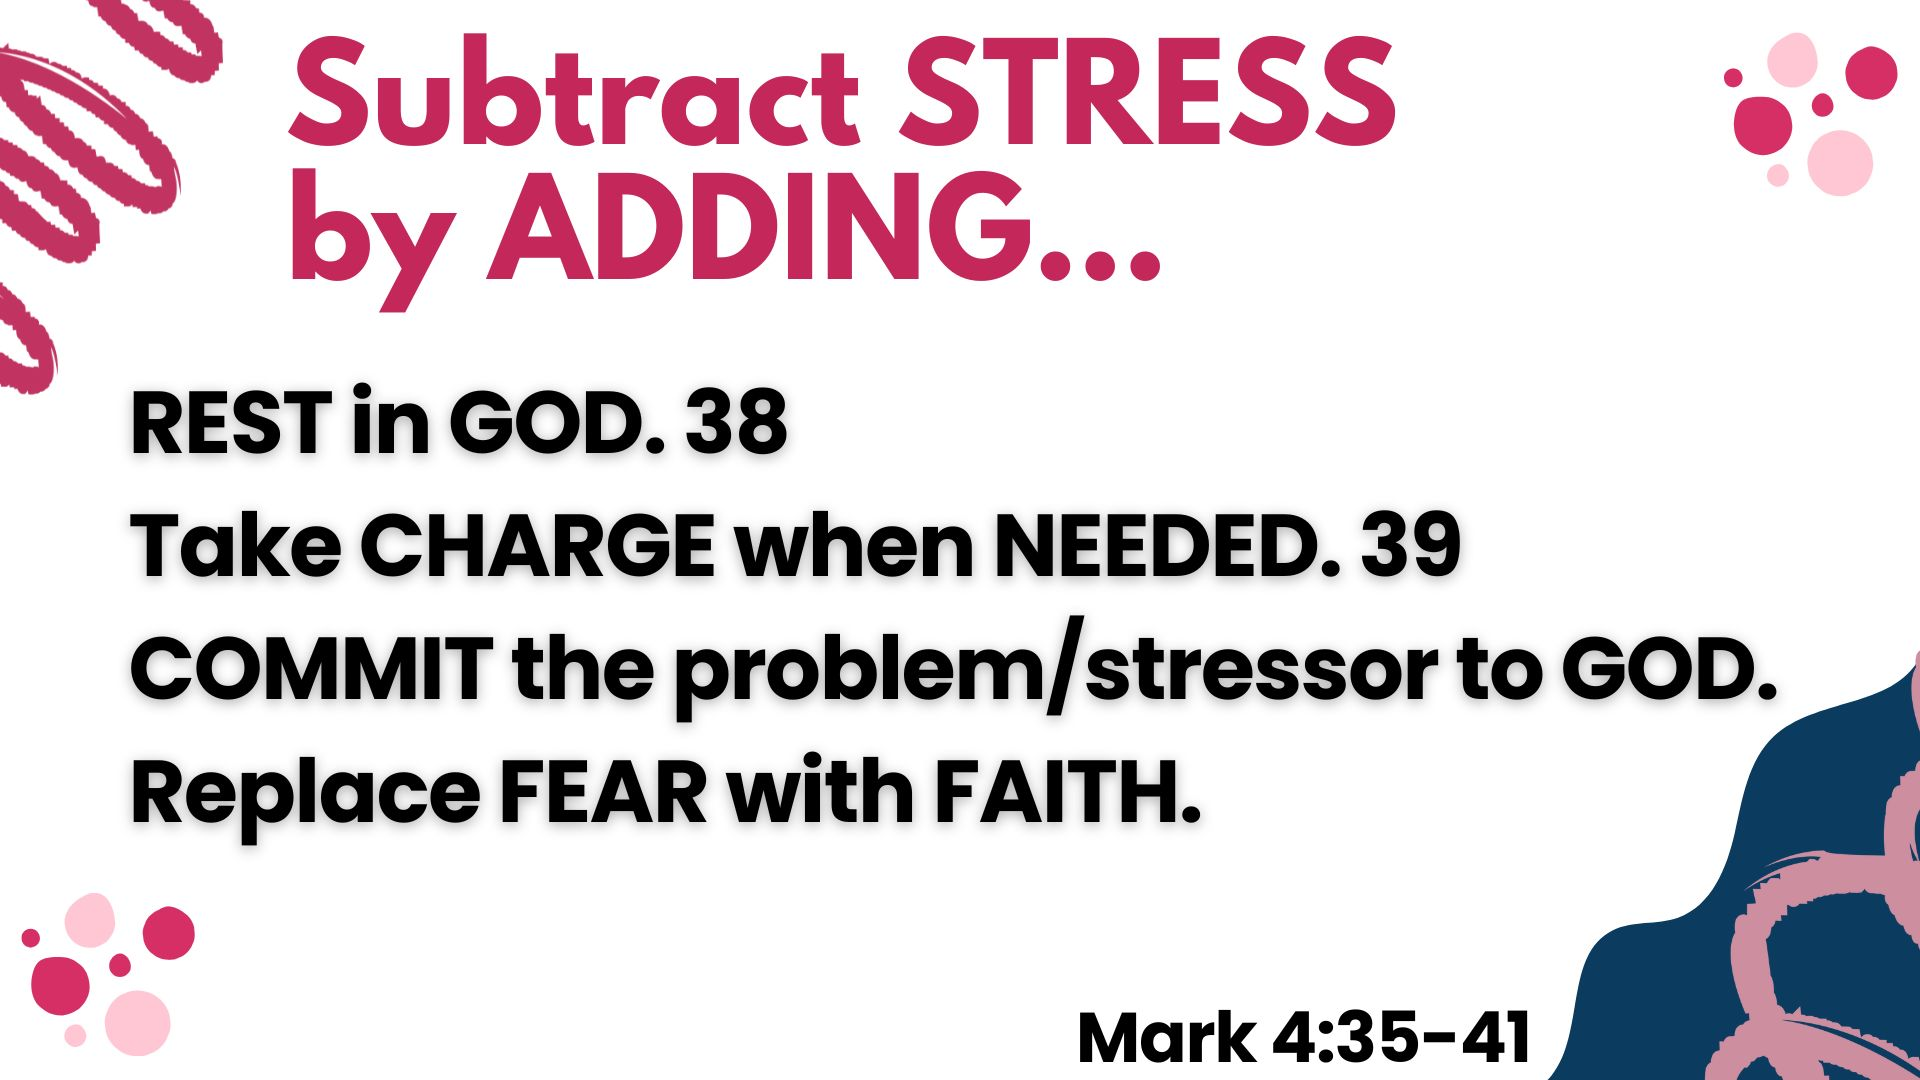 Subtract STRESS
by ADDING...
REST in GOD. 38
Take CHARGE when NEEDED. 39
COMMIT the problem/stressor to GOD.
Replace FEAR with FAITH.
Mark 4:35-41